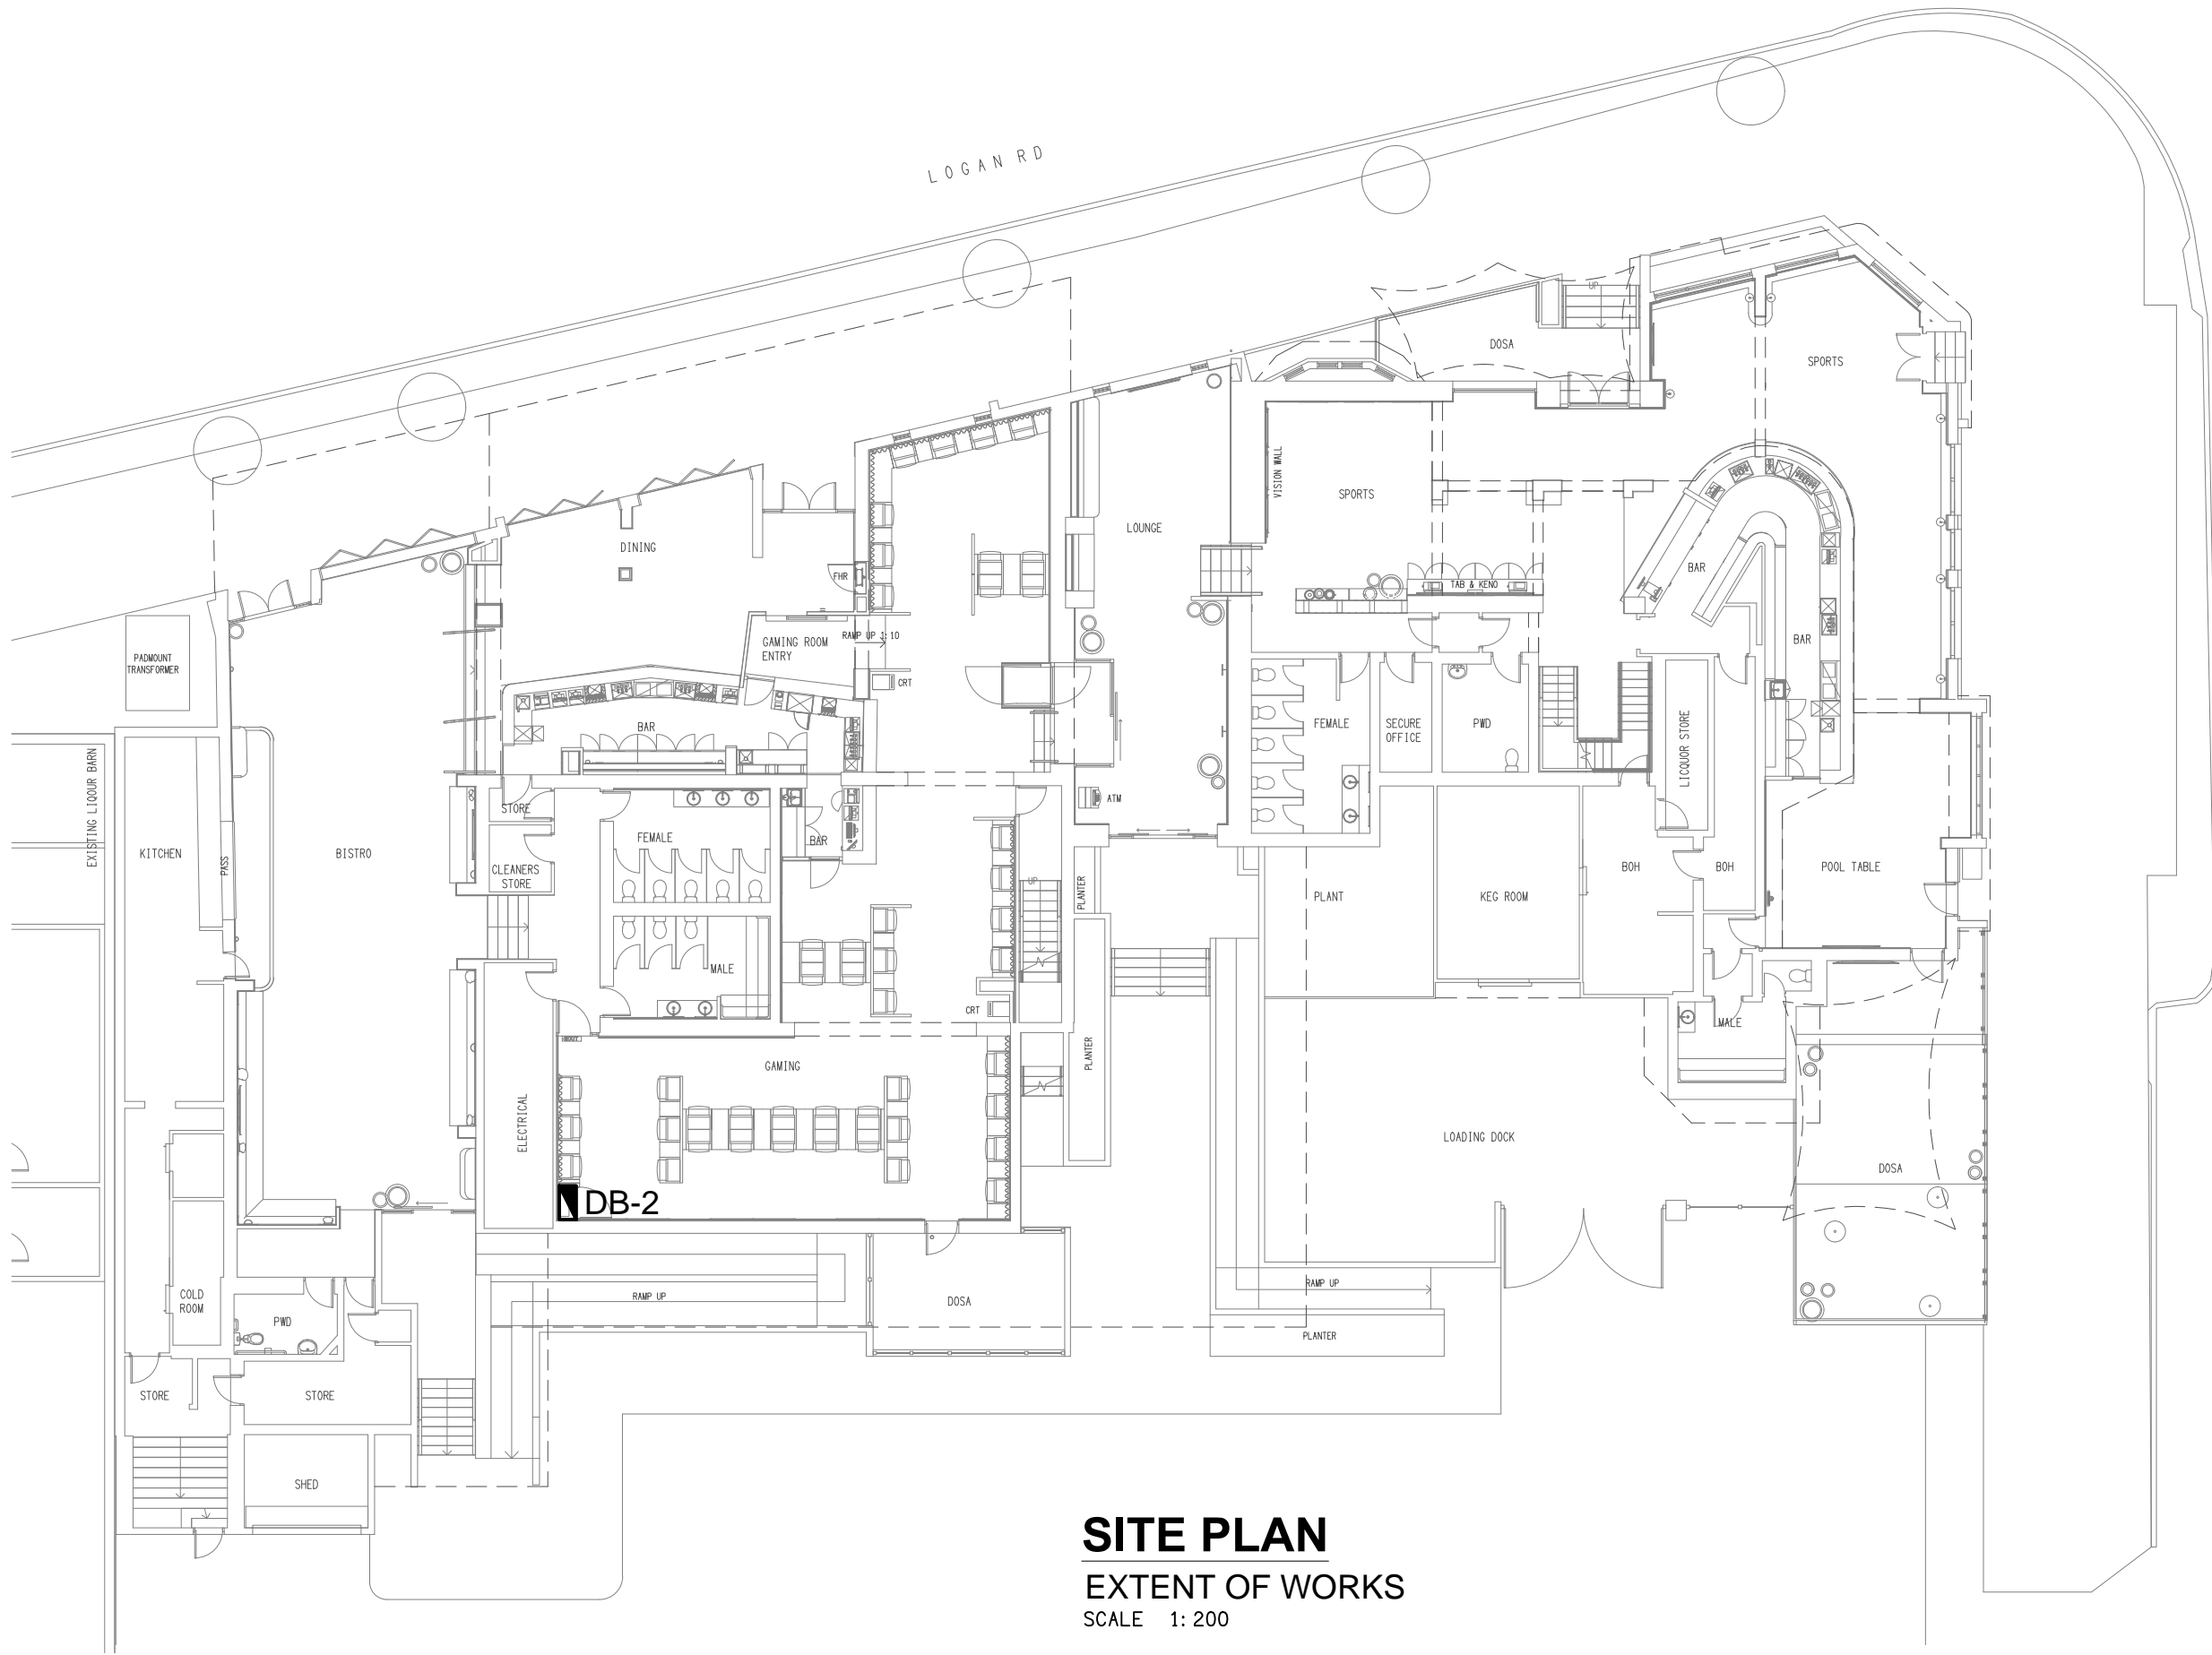 LOGAN RD
UP
DOSA
SPORTS
VISION WALL
SPORTS
LOUNGE
DINING
FHR
TAB & KENO
BAR
BAR
GAMING ROOM
ENTRY
RAMP UP 1:10
CRT
PADMOUNT
TRANSFORMER
BAR
FEMALE
SECURE
OFFICE
PWD
LICQUOR STORE
EXISTING LIQOUR BARN
ATM
STORE
FEMALE
BAR
KITCHEN
PASS
BISTRO
CLEANERS
STORE
UP
PLANTER
PLANT
KEG ROOM
BOH
BOH
POOL TABLE
MALE
CRT
MALE
PLANTER
GAMING
ELECTRICAL
LOADING DOCK
DOSA
DB-2
COLD
ROOM
PWD
RAMP UP
DOSA
RAMP UP
PLANTER
STORE
STORE
SHED
SITE PLAN
EXTENT OF WORKS
SCALE 1:200